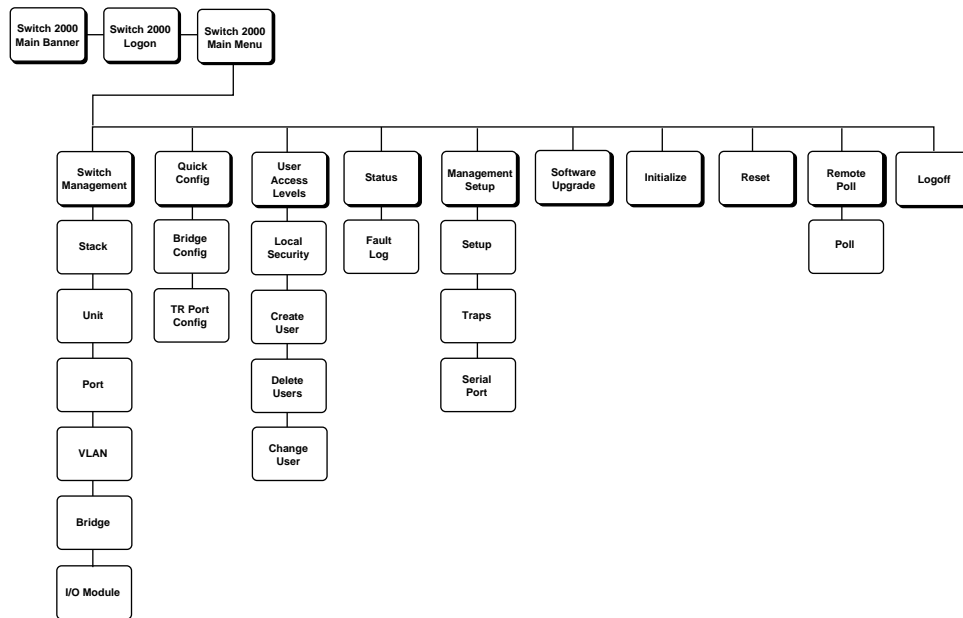 Switch 2000
Main Banner
Switch 2000
Logon
Switch 2000
Main Menu
Switch
Management
Quick
Config
User
Access
Levels
Status
Management
Setup
Software
Upgrade
Initialize
Reset
Remote
Poll
Logoff
Stack
Bridge
Config
Local
Security
Fault
Log
Setup
Poll
Unit
TR Port
Config
Create
User
Traps
Port
Delete
Users
Serial
Port
VLAN
Change
User
Bridge
I/O Module